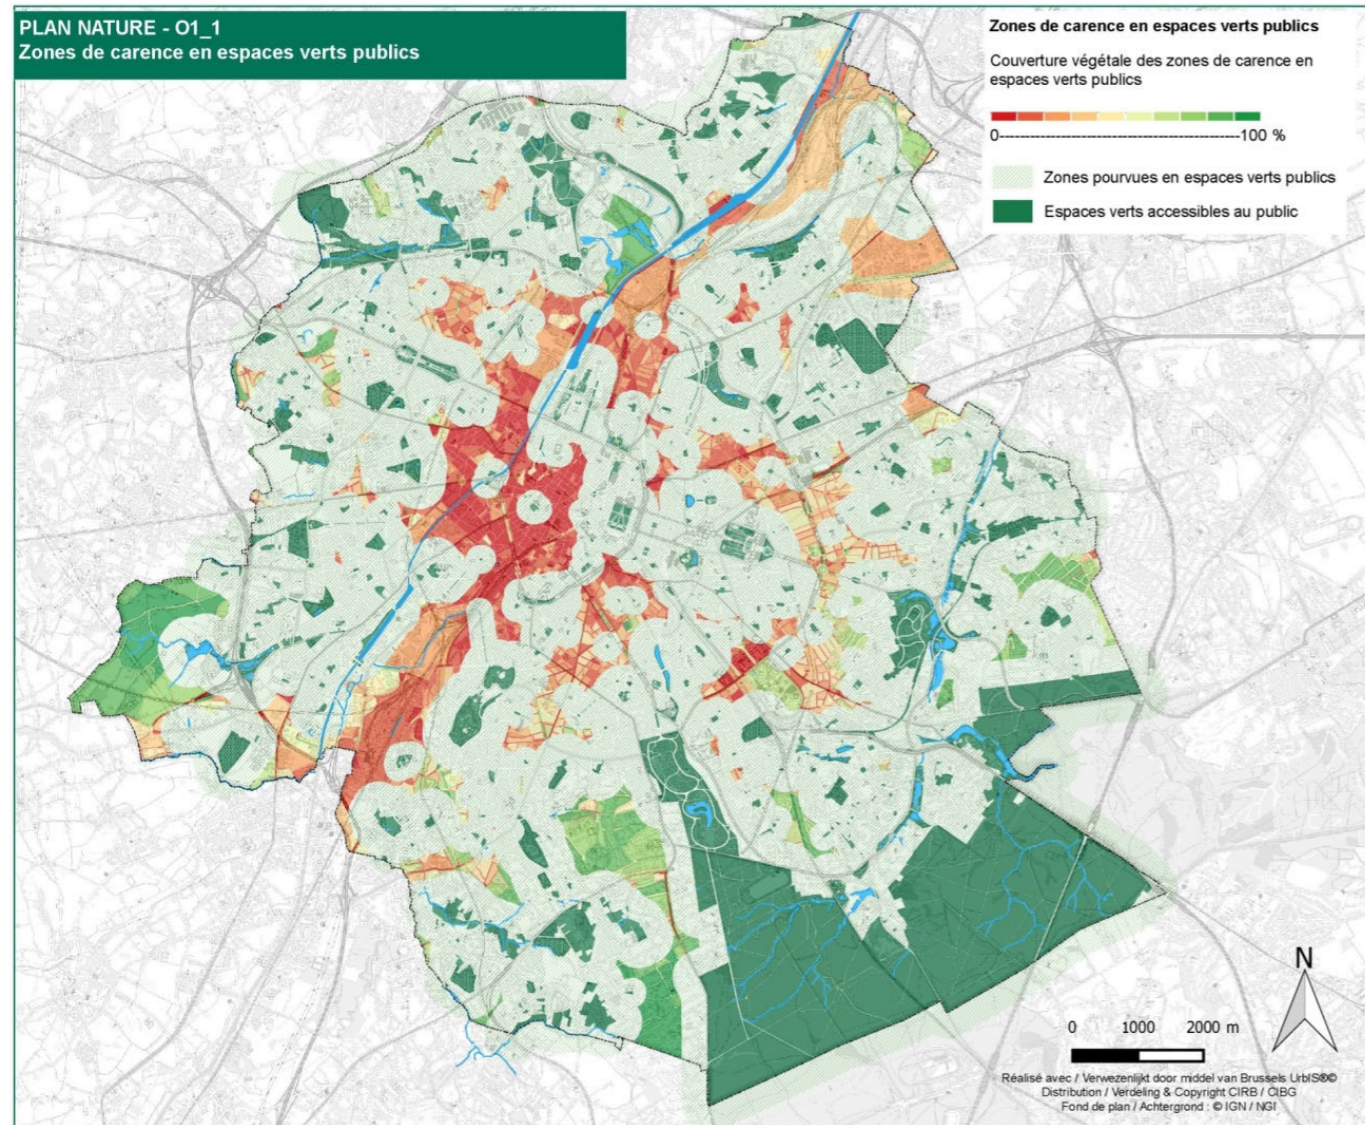 PLAN NATURE - O1_1
Zones de carence en espaces verts publics
Zones de carence en espaces verts publics
Couverture végétale des zones de carence en
espaces verts publics
0-----------------------------------100 %
Zones pourvues en espaces verts publics
Espaces verts accessibles au public
N
0 1000 2000 m
Réalisé avec / Verwezenlijkt door middel van Brussels UrbIS®©
Distribution / Verdeling & Copyright CIRB / CIBG
Fond de plan / Achtergrond : © IGN / NGI